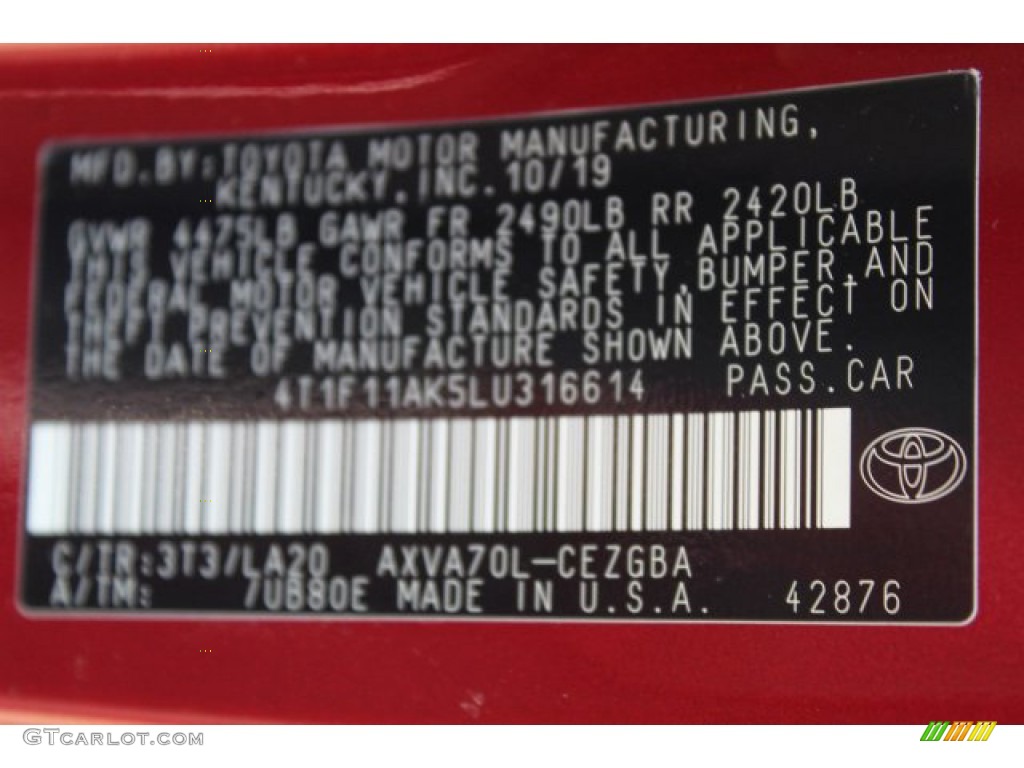 MFD.BY:TOYOTA MOTOR MANUFACTURING,
KENTUCKY,INC.10/19
GVWR 4475LB GAWR FR 2490LB RR 2420LB
THIS VEHICLE CONFORMS TO ALL APPLICABLE
FEDERAL MOTOR VEHICLE SAFETY,BUMPER,AND
THEFT PREVENTION STANDARDS IN EFFECT ON
THE DATE OF MANUFACTURE SHOWN ABOVE.
4T1F11AK5LU316614 PASS.CAR
C/TR:3T3/LA20 AXVA70L-CEZGBA
A/TM: 7UB80E MADE IN U.S.A. 42876
GTCARLOT.COM